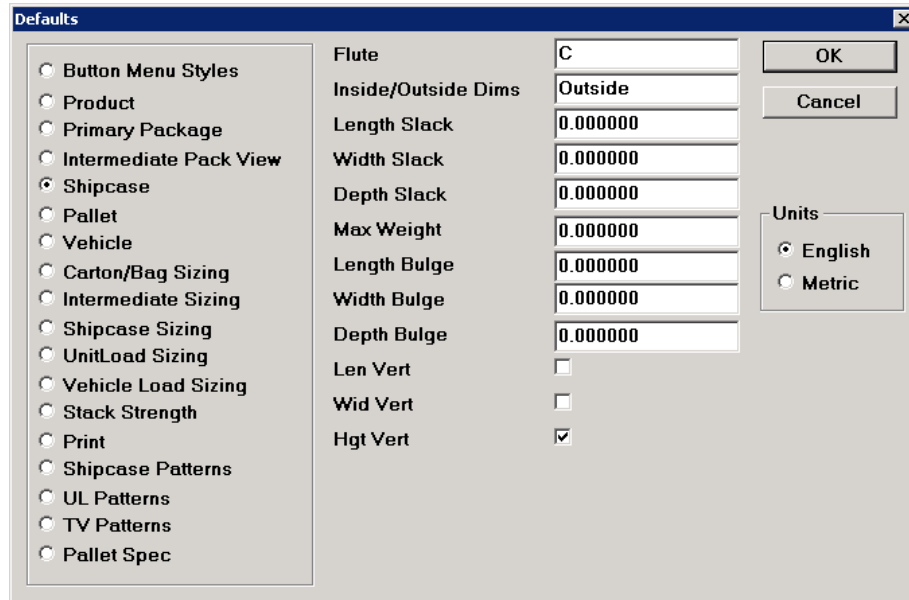 Defaults
Button Menu Styles
Product
Primary Package
Intermediate Pack View
Shipcase
Pallet
Vehicle
Carton/Bag Sizing
Intermediate Sizing
Shipcase Sizing
UnitLoad Sizing
Vehicle Load Sizing
Stack Strength
Print
Shipcase Patterns
UL Patterns
TV Patterns
Pallet Spec
Flute C
Inside/Outside Dims Outside
Length Slack 0.000000
Width Slack 0.000000
Depth Slack 0.000000
Max Weight 0.000000
Length Bulge 0.000000
Width Bulge 0.000000
Depth Bulge 0.000000
Len Vert
Wid Vert
Hgt Vert
OK
Cancel
Units
English
Metric